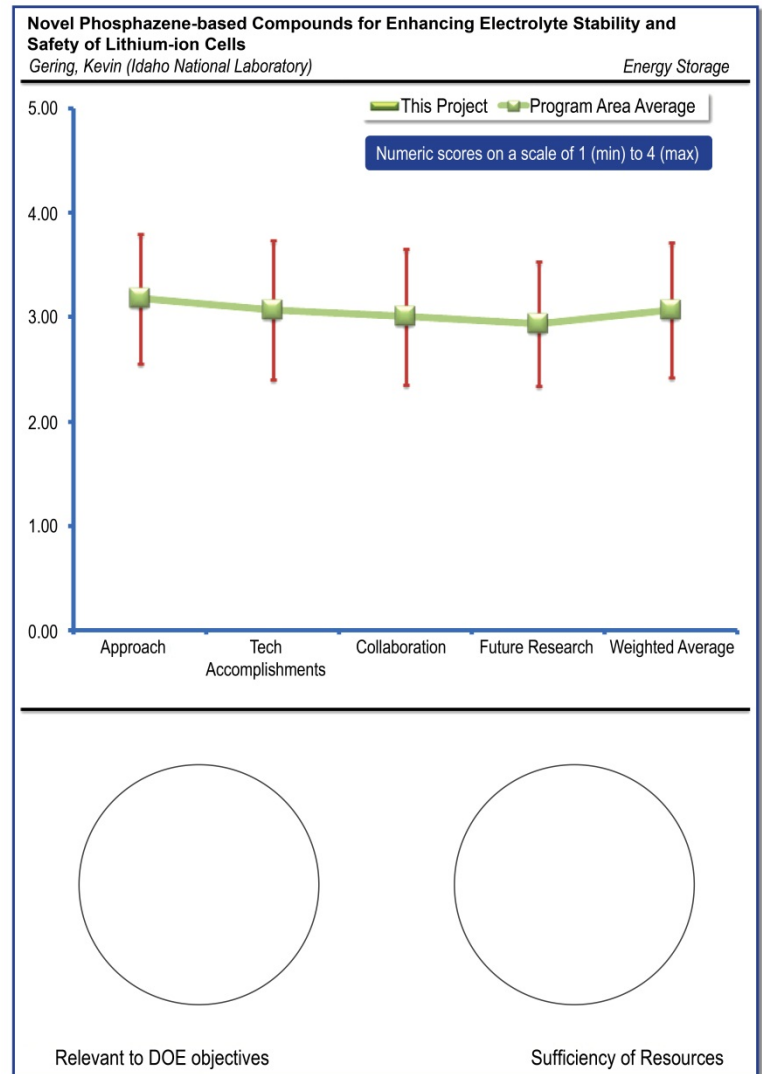 Novel Phosphazene-based Compounds for Enhancing Electrolyte Stability and
Safety of Lithium-ion Cells
Gering, Kevin (Idaho National Laboratory)
Energy Storage
5.00
This Project
Program Area Average
Numeric scores on a scale of 1 (min) to 4 (max)
4.00
3.00
2.00
1.00
0.00
Approach
Tech
Accomplishments
Collaboration
Future Research
Weighted Average
Relevant to DOE objectives
Sufficiency of Resources